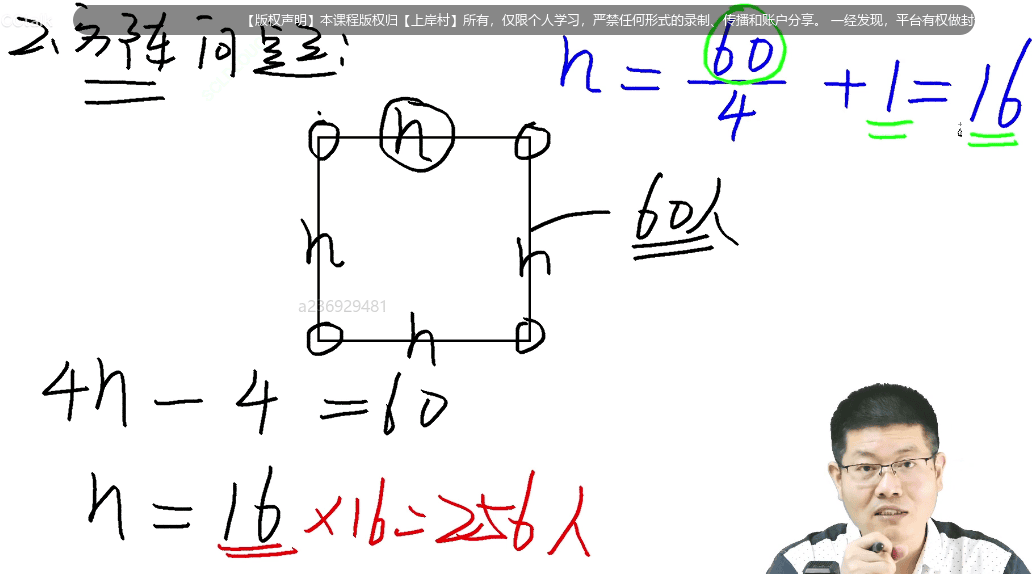 【版权声明】本课程版权归【上岸村】所有，仅限个人学习，严禁任何形式的录制、传播和账户分享。一经发现，平台有权做封
2、方阵问题：
n = 60/4 + 1 = 16
n
60人
n
n
a236929481
n
4n - 4 = 60
n = 16 ×16=256人